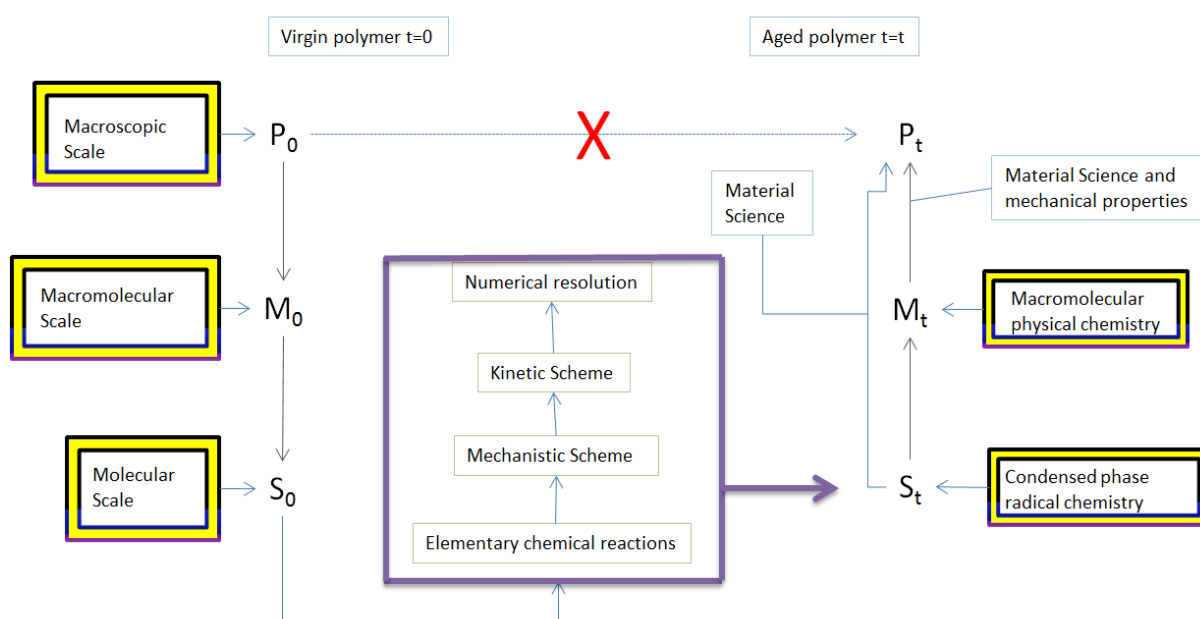 Virgin polymer t=0
Aged polymer t=t
Macroscopic
Scale
P0
X
Pt
Material
Science
Material Science and
mechanical properties
Macromolecular
Scale
M0
Numerical resolution
Mt
Macromolecular
physical chemistry
Kinetic Scheme
Mechanistic Scheme
Molecular
Scale
S0
St
Condensed phase
radical chemistry
Elementary chemical reactions